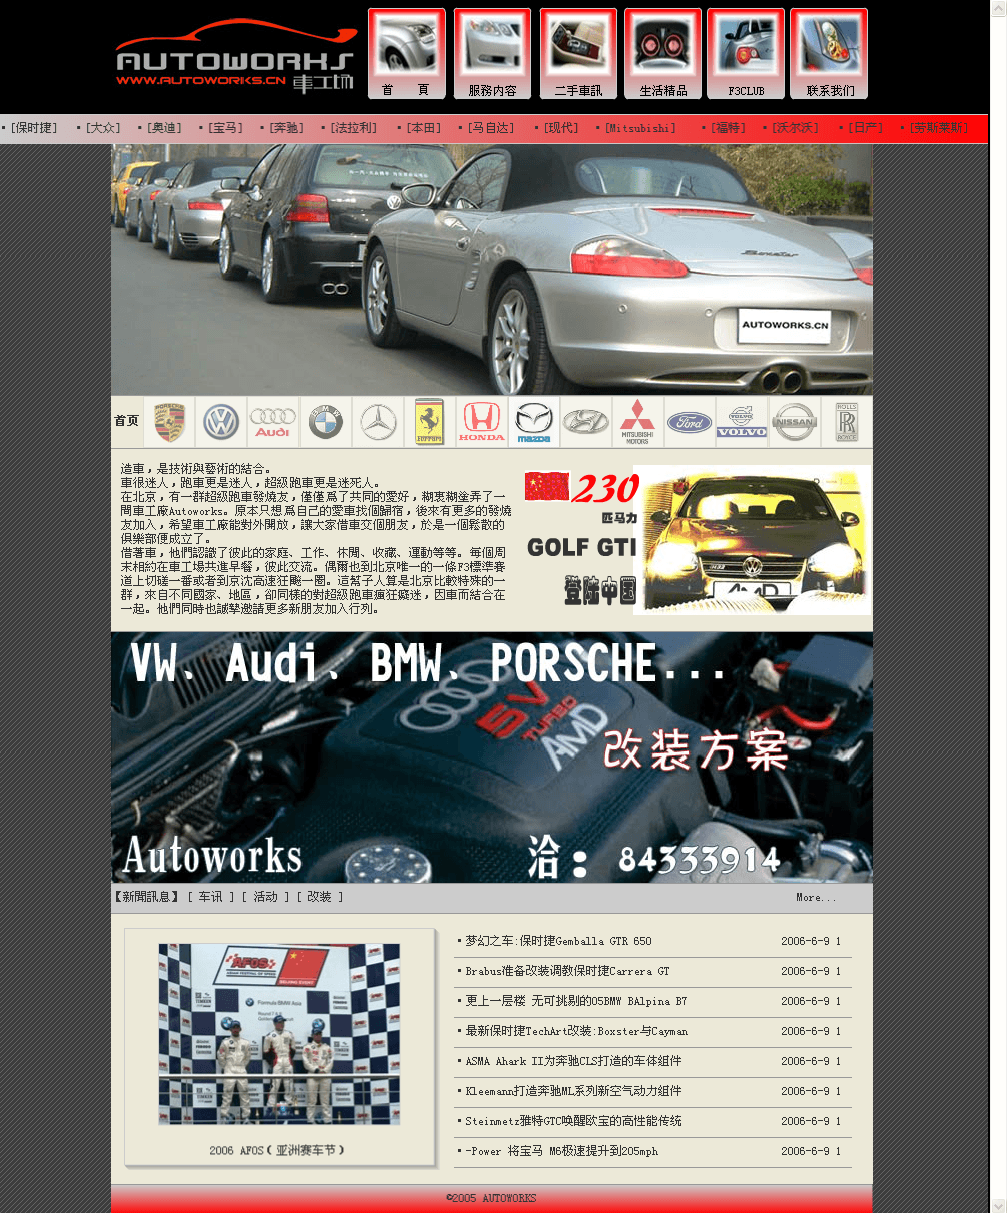 AUTOWORKS
WWW.AUTOWORKS.CN 車工坊
首 頁 服務内容 二手車訊 生活精品 F3CLUB 联系我们
▪ [保时捷] ▪ [大众] ▪ [奥迪] ▪ [宝马] ▪ [奔驰] ▪ [法拉利] ▪ [本田] ▪ [马自达] ▪ [现代] ▪ [Mitsubishi] ▪ [福特] ▪ [沃尔沃] ▪ [日产] ▪ [劳斯莱斯]
Boxster
AUTOWORKS.CN
首页
PORSCHE
Audi
BMW
Ferrari
HONDA
mazda
MITSUBISHI MOTORS
Ford
VOLVO
NISSAN
ROLLS
ROYCE
造車，是技術與藝術的結合。
車很迷人，跑車更是迷人，超級跑車更是迷死人。
在北京，有一群超級跑車發燒友，僅僅爲了共同的愛好，糊裏糊塗弄了一
間車工廠Autoworks。原本只想爲自己的愛車找個歸宿，後來有更多的發燒
友加入，希望車工廠能對外開放，讓大家借車交個朋友，於是一個鬆散的
俱樂部便成立了。
借著車，他們認識了彼此的家庭、工作、休閒、收藏、運動等等。每個周
末相約在車工場共進早餐，彼此交流。偶爾也到北京唯一的一條F3標準賽
道上切磋一番或者到京沈高速狂飈一圈。這幫子人算是北京比較特殊的一
群，來自不同國家、地區，卻同樣的對超級跑車瘋狂癡迷，因車而結合在
一起。他們同時也誠摯邀請更多新朋友加入行列。
230
匹马力
GOLF GTI
登陆中国
VW、Audi、BMW、PORSCHE...
5V
TURBO
AMD
改装方案
Autoworks
洽：84333914
【新聞訊息】 [ 车讯 ] [ 活动 ] [ 改装 ] More...
AFOS
Formula BMW Asia
2006 AFOS(亚洲赛车节)
▪梦幻之车:保时捷Gemballa GTR 650 2006-6-9 1
▪Brabus准备改装调教保时捷Carrera GT 2006-6-9 1
▪更上一层楼 无可挑剔的05BMW BAlpina B7 2006-6-9 1
▪最新保时捷TechArt改装:Boxster与Cayman 2006-6-9 1
▪ASMA Ahark II为奔驰CLS打造的车体组件 2006-6-9 1
▪Kleemann打造奔驰ML系列新空气动力组件 2006-6-9 1
▪Steinmetz雅特GTC唤醒欧宝的高性能传统 2006-6-9 1
▪-Power 将宝马 M6极速提升到205mph 2006-6-9 1
©2005 AUTOWORKS